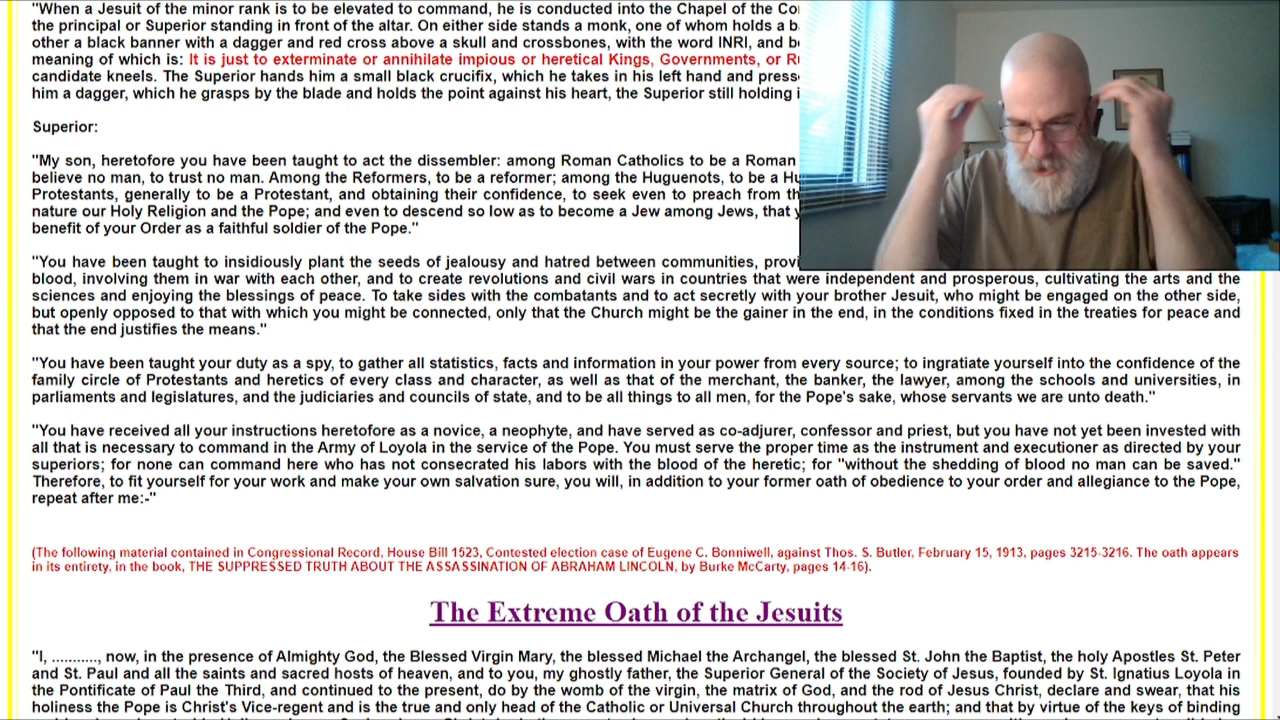 "When a Jesuit of the minor rank is to be elevated to command, he is conducted into the Chapel of the
the principal or Superior standing in front of the altar. On either side stands a monk, one of whom holds a
other a black banner with a dagger and red cross above a skull and crossbones, with the word INRI, and
meaning of which is: It is just to exterminate or annihilate impious or heretical Kings, Governments, or
candidate kneels. The Superior hands him a small black crucifix, which he takes in his left hand and
him a dagger, which he grasps by the blade and holds the point against his heart, the Superior still holding
Superior:
"My son, heretofore you have been taught to act the dissembler: among Roman Catholics to be a Roman
believe no man, no man. Among the Reformers, to be a reformer; among the Huguenots, to be a
Protestants, generally to be a Protestant, and obtaining their confidence, to seek even to preach from
nature our Holy Religion and the Pope; and even to descend so low as to become a Jew among Jews, that
benefit of your Order as a faithful soldier of the Pope."
"You have been taught to insidiously plant the seeds of jealousy and hatred between communities,
blood, involving them in war with each other, and to create revolutions and civil wars in countries that were independent and prosperous, cultivating the arts and the
sciences and enjoying the blessings of peace. To take sides with the combatants and to act secretly with your brother Jesuit, who might be engaged on the other side,
but openly opposed to that with which you might be connected, only that the Church might be the gainer in the end, in the conditions fixed in the treaties for peace and
that the end justifies the means."
"You have been taught your duty as a spy, to gather all statistics, facts and information in your power from every source; to ingratiate yourself into the confidence of the
family circle of Protestants and heretics of every class and character, as well as that of the merchant, the banker, the lawyer, among the schools and universities, in
parliaments and legislatures, and the judiciaries and councils of state, and to be all things to all men, for the Pope's sake, whose servants we are unto death."
"You have received all your instructions heretofore as a novice, a neophyte, and have served as co-adjurer, confessor and priest, but you have not yet been invested with
all that is necessary to command in the Army of Loyola in the service of the Pope. You must serve the proper time as the instrument and executioner as directed by your
superiors; for none can command here who has not consecrated his labors with the blood of the heretic; for "without the shedding of blood no man can be saved."
Therefore, to fit yourself for your work and make your own salvation sure, you will, in addition to your former oath of obedience to your order and allegiance to the Pope,
repeat after me:-"
(The following material contained in Congressional Record, House Bill 1523, Contested election case of Eugene C. Bonniwell, against Thos. S. Butler, February 15, 1913, pages 3215-3216. The oath appears
in its entirety, in the book, THE SUPPRESSED TRUTH ABOUT THE ASSASSINATION OF ABRAHAM LINCOLN, by Burke McCarty, pages 14-16).
The Extreme Oath of the Jesuits
"I, ..........., now, in the presence of Almighty God, the Blessed Virgin Mary, the blessed Michael the Archangel, the blessed St. John the Baptist, the holy Apostles St. Peter
and St. Paul and all the saints and sacred hosts of heaven, and to you, my ghostly father, the Superior General of the Society of Jesus, founded by St. Ignatius Loyola in
the Pontificate of Paul the Third, and continued to the present, do by the womb of the virgin, the matrix of God, and the rod of Jesus Christ, declare and swear, that his
holiness the Pope is Christ's Vice-regent and is the true and only head of the Catholic or Universal Church throughout the earth; and that by virtue of the keys of binding